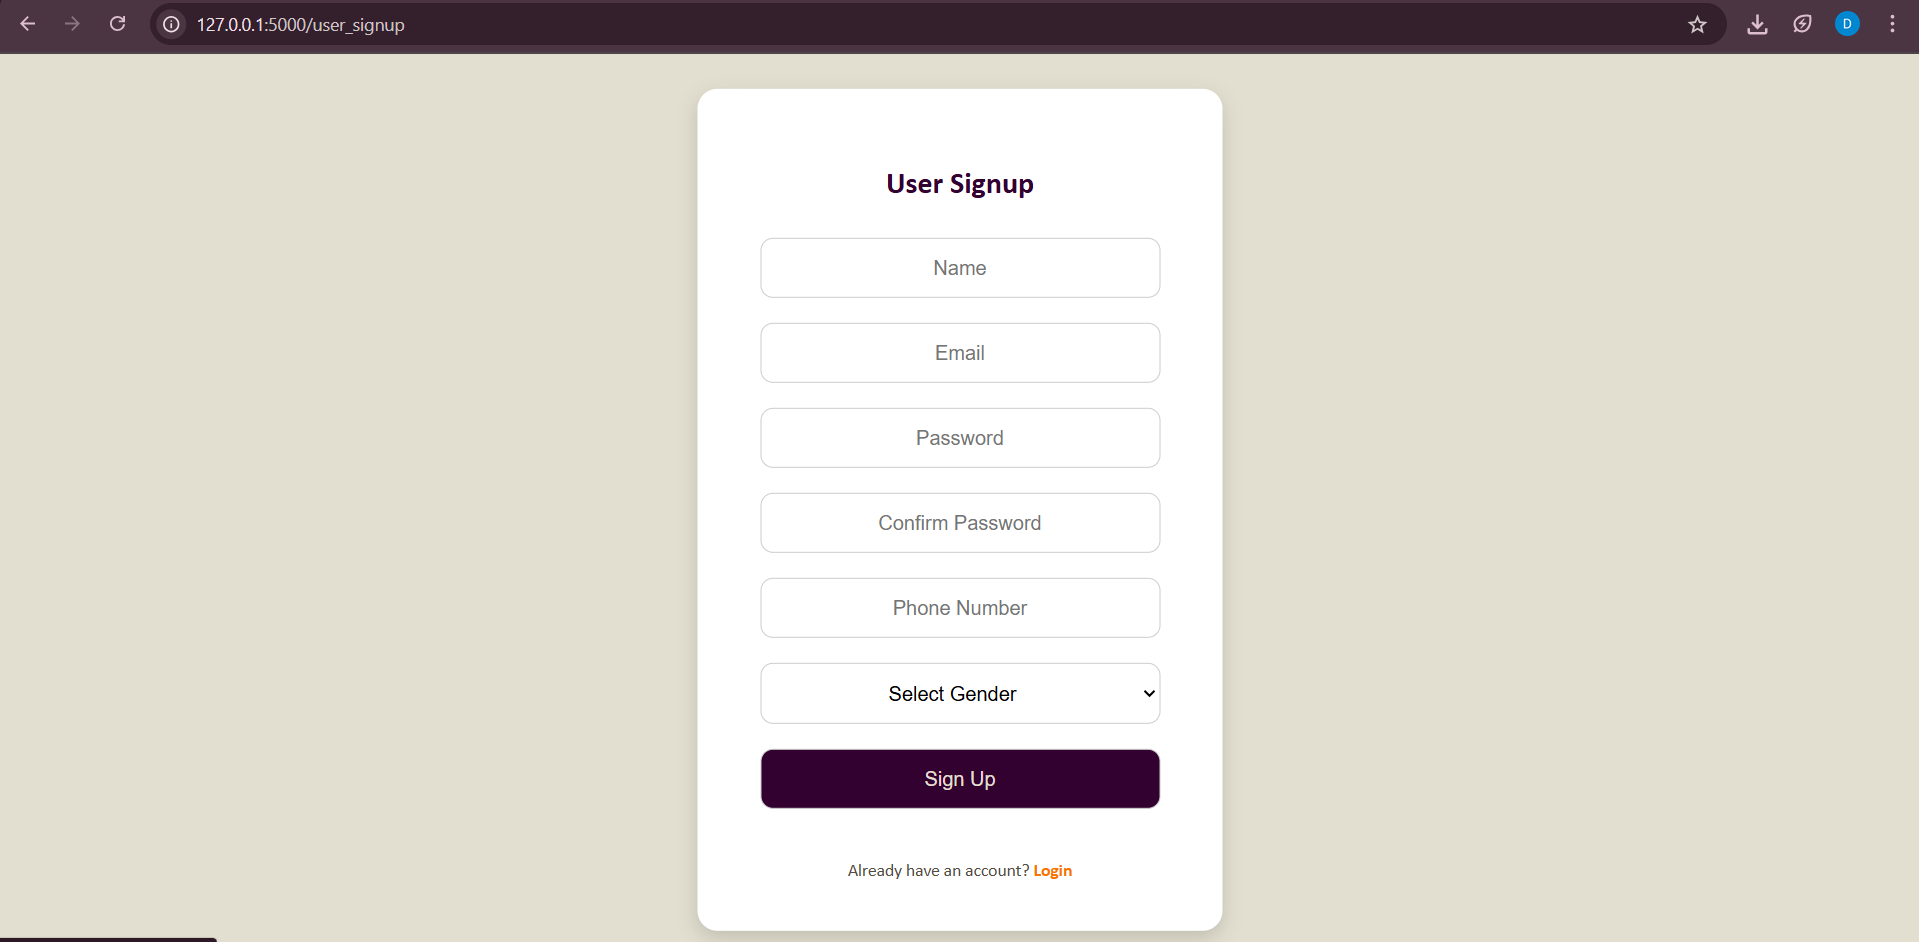 127.0.0.1:5000/user_signup
D
User Signup
Name
Email
Password
Confirm Password
Phone Number
Select Gender
Sign Up
Already have an account? Login